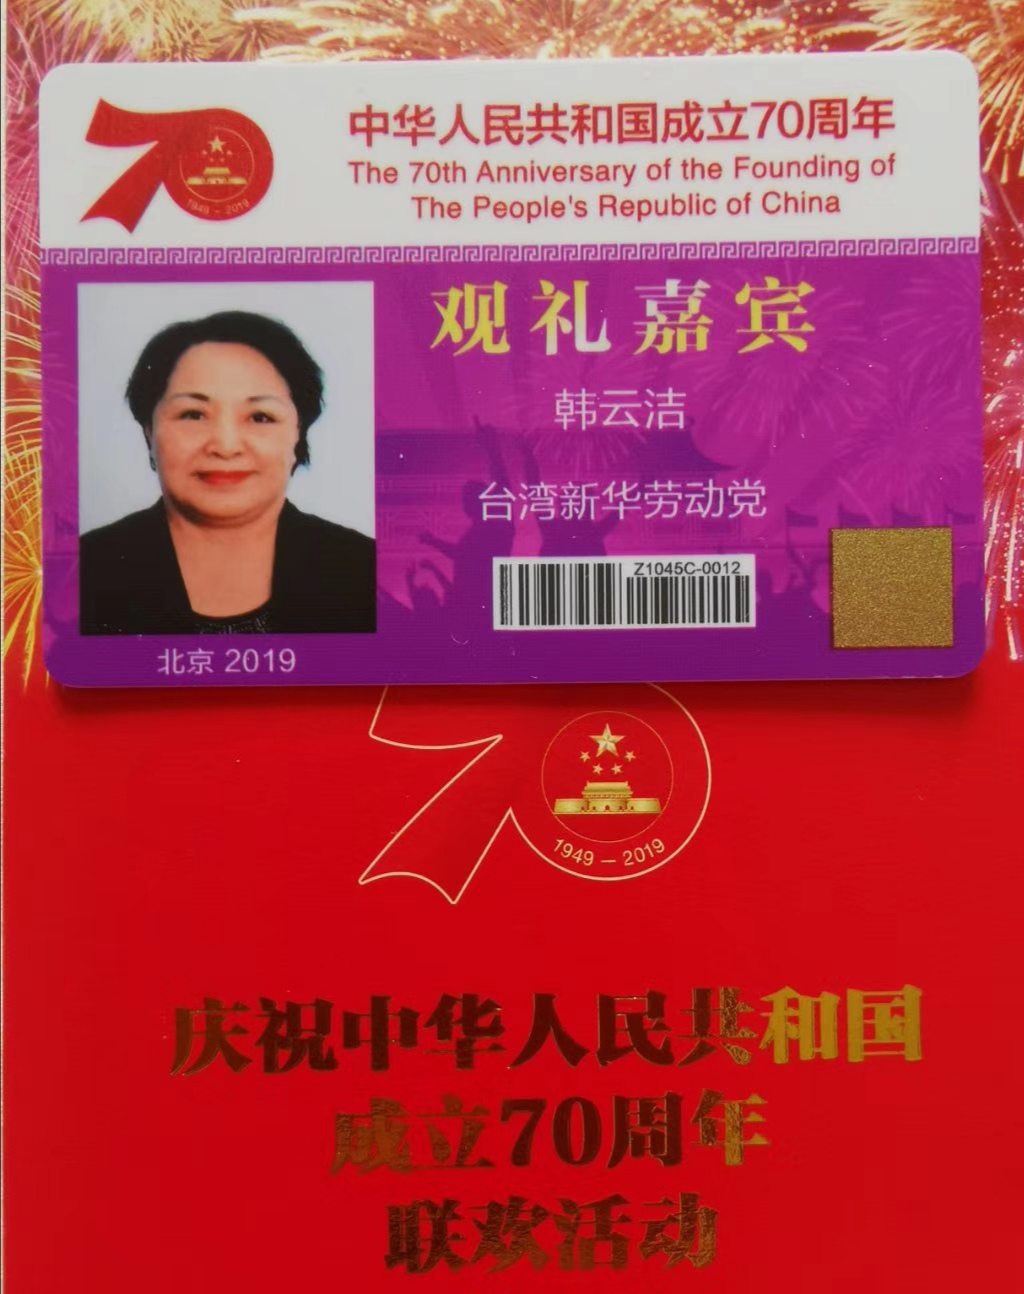 中华人民共和国成立70周年
The 70th Anniversary of the Founding of
The People's Republic of China
1949 - 2019
观礼嘉宾
韩云洁
台湾新华劳动党
Z1045C-0012
北京 2019
1949 - 2019
庆祝中华人民共和国
成立70周年
联欢活动